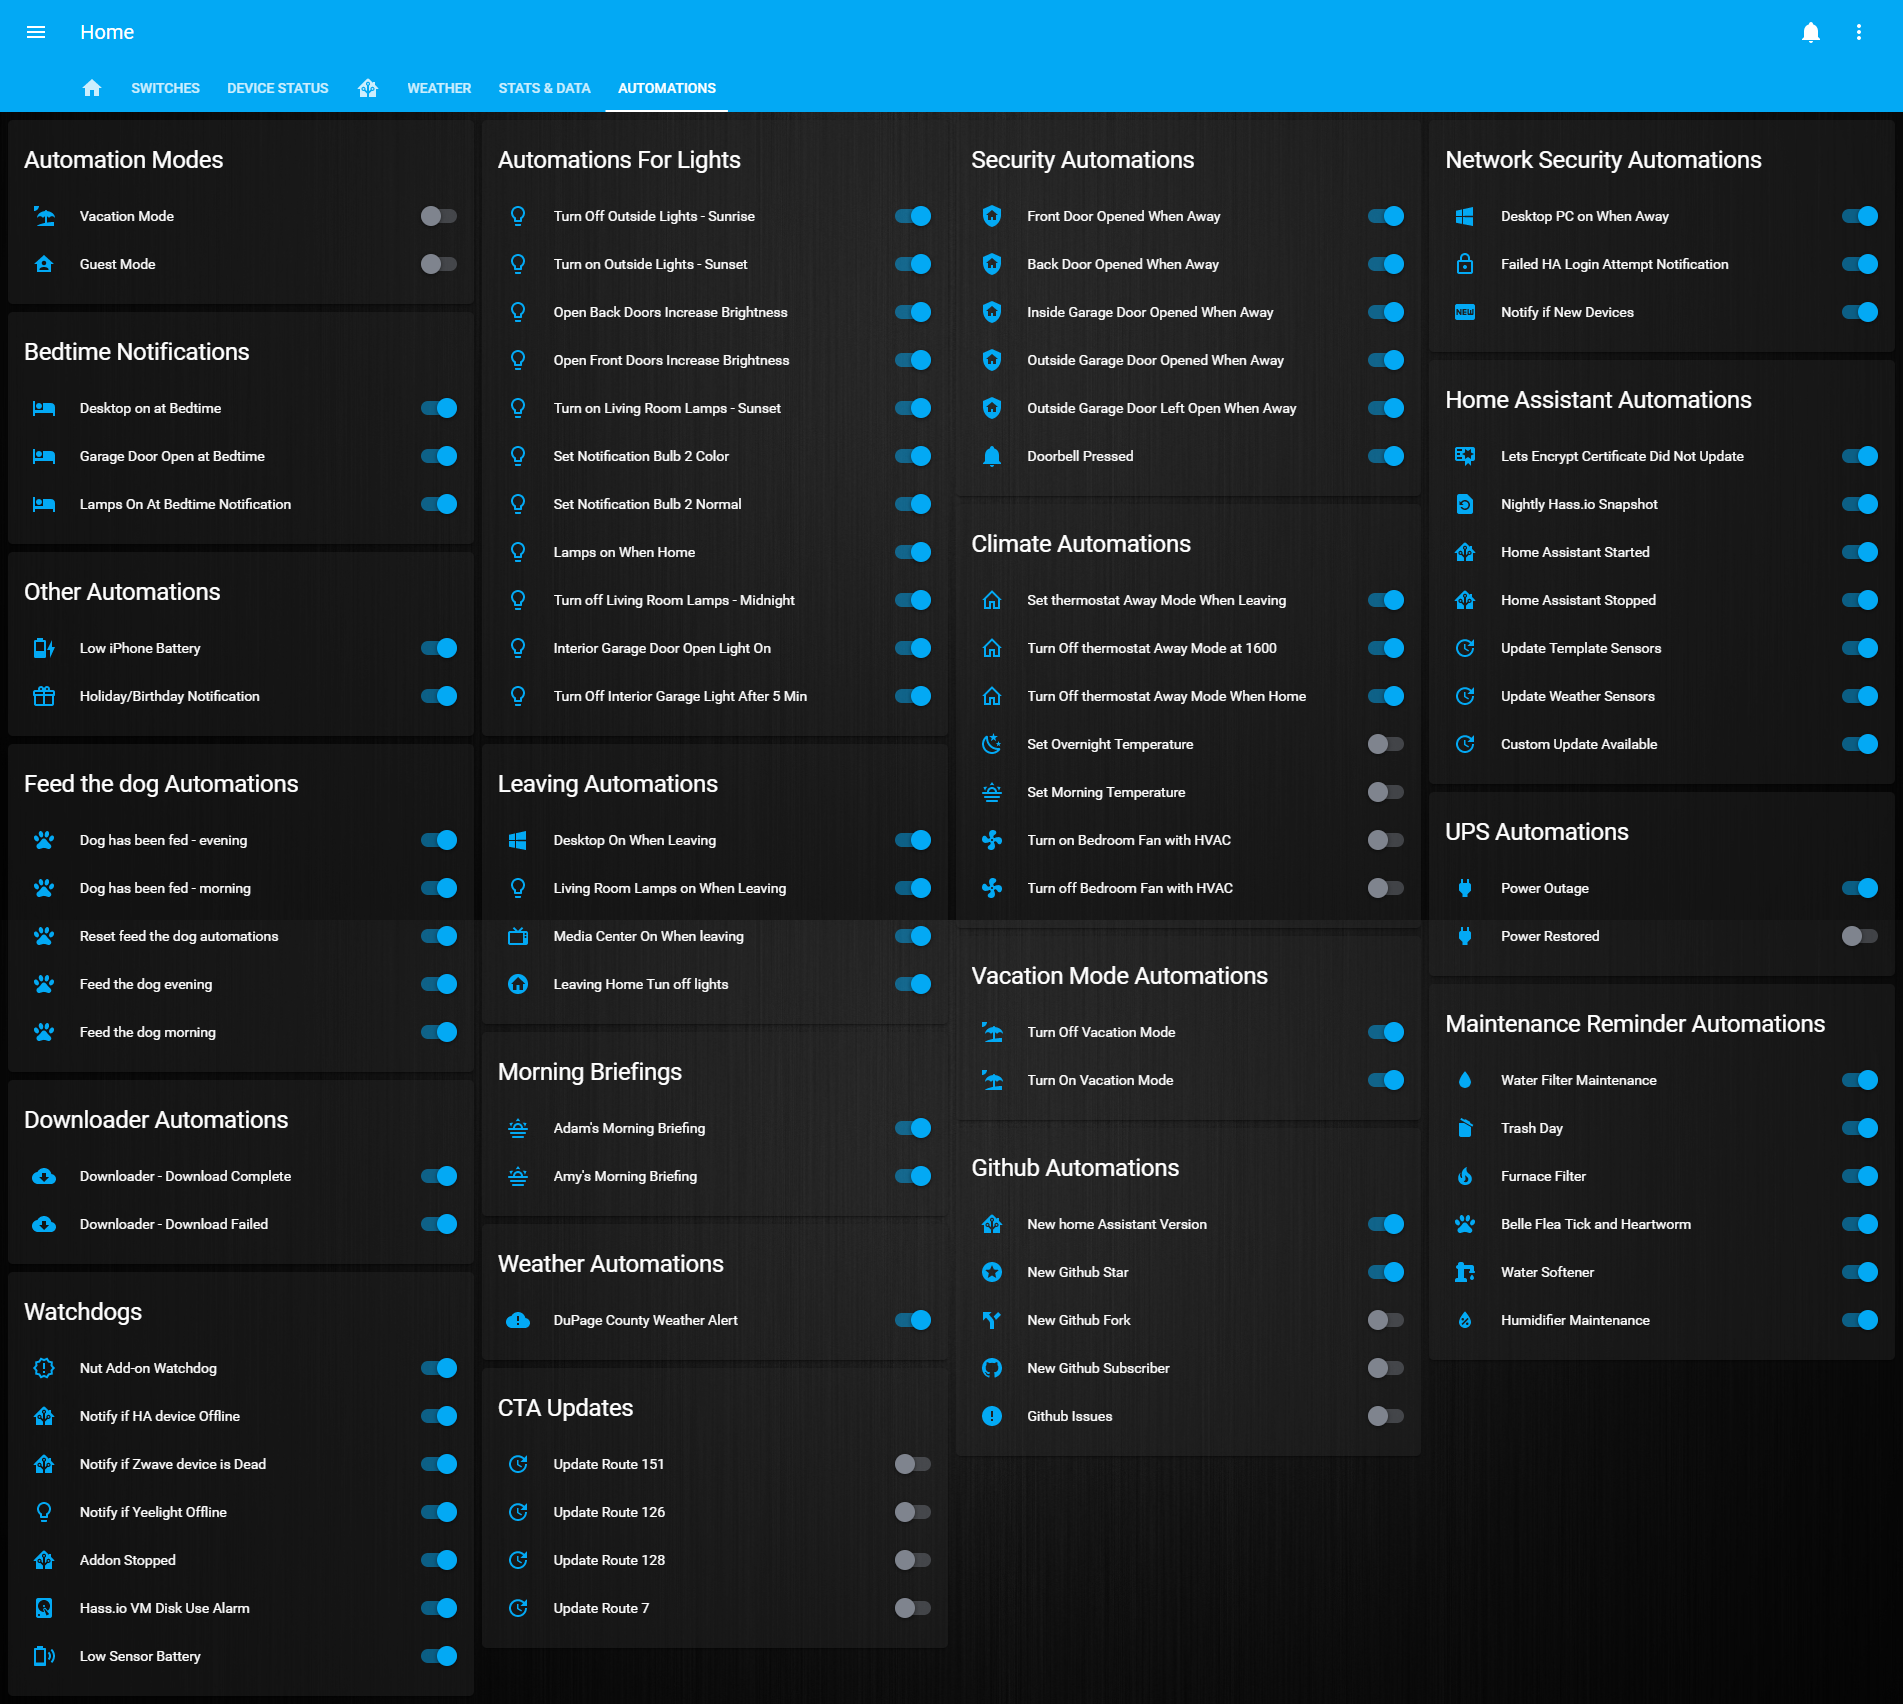 Home
SWITCHES
DEVICE STATUS
WEATHER
STATS & DATA
AUTOMATIONS
Automation Modes
Vacation Mode
Guest Mode
Bedtime Notifications
Desktop on at Bedtime
Garage Door Open at Bedtime
Lamps On At Bedtime Notification
Other Automations
Low iPhone Battery
Holiday/Birthday Notification
Feed the dog Automations
Dog has been fed - evening
Dog has been fed - morning
Reset feed the dog automations
Feed the dog evening
Feed the dog morning
Downloader Automations
Downloader - Download Complete
Downloader - Download Failed
Watchdogs
Nut Add-on Watchdog
Notify if HA device Offline
Notify if Zwave device is Dead
Notify if Yeelight Offline
Addon Stopped
Hass.io VM Disk Use Alarm
Low Sensor Battery
Automations For Lights
Turn Off Outside Lights - Sunrise
Turn on Outside Lights - Sunset
Open Back Doors Increase Brightness
Open Front Doors Increase Brightness
Turn on Living Room Lamps - Sunset
Set Notification Bulb 2 Color
Set Notification Bulb 2 Normal
Lamps on When Home
Turn off Living Room Lamps - Midnight
Interior Garage Door Open Light On
Turn Off Interior Garage Light After 5 Min
Leaving Automations
Desktop On When Leaving
Living Room Lamps on When Leaving
Media Center On When leaving
Leaving Home Tun off lights
Morning Briefings
Adam's Morning Briefing
Amy's Morning Briefing
Weather Automations
DuPage County Weather Alert
CTA Updates
Update Route 151
Update Route 126
Update Route 128
Update Route 7
Security Automations
Front Door Opened When Away
Back Door Opened When Away
Inside Garage Door Opened When Away
Outside Garage Door Opened When Away
Outside Garage Door Left Open When Away
Doorbell Pressed
Climate Automations
Set thermostat Away Mode When Leaving
Turn Off thermostat Away Mode at 1600
Turn Off thermostat Away Mode When Home
Set Overnight Temperature
Set Morning Temperature
Turn on Bedroom Fan with HVAC
Turn off Bedroom Fan with HVAC
Vacation Mode Automations
Turn Off Vacation Mode
Turn On Vacation Mode
Github Automations
New home Assistant Version
New Github Star
New Github Fork
New Github Subscriber
Github Issues
Network Security Automations
Desktop PC on When Away
Failed HA Login Attempt Notification
NEW Notify if New Devices
Home Assistant Automations
Lets Encrypt Certificate Did Not Update
Nightly Hass.io Snapshot
Home Assistant Started
Home Assistant Stopped
Update Template Sensors
Update Weather Sensors
Custom Update Available
UPS Automations
Power Outage
Power Restored
Maintenance Reminder Automations
Water Filter Maintenance
Trash Day
Furnace Filter
Belle Flea Tick and Heartworm
Water Softener
Humidifier Maintenance